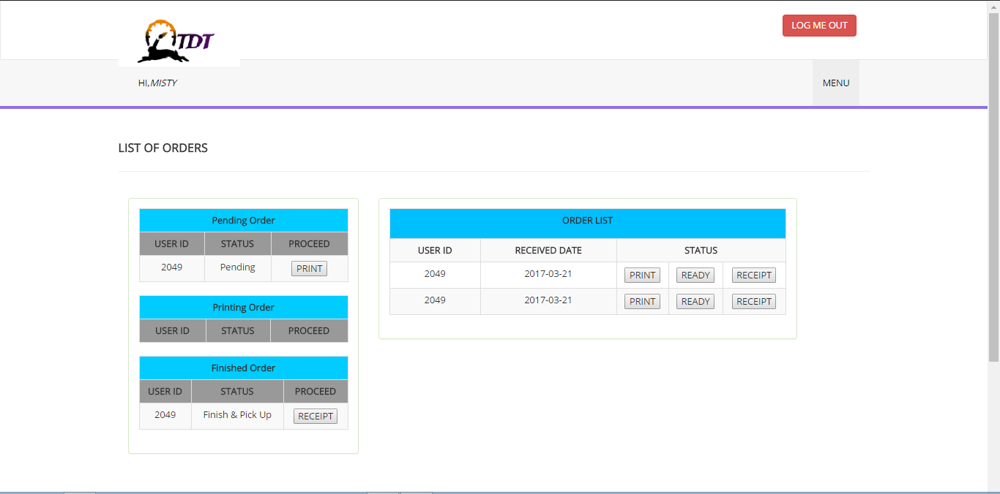 TDT
LOG ME OUT
HI,MISTY
MENU
LIST OF ORDERS
Pending Order
USER ID STATUS PROCEED
2049 Pending PRINT
Printing Order
USER ID STATUS PROCEED
Finished Order
USER ID STATUS PROCEED
2049 Finish & Pick Up RECEIPT
ORDER LIST
USER ID RECEIVED DATE STATUS
2049 2017-03-21 PRINT READY RECEIPT
2049 2017-03-21 PRINT READY RECEIPT